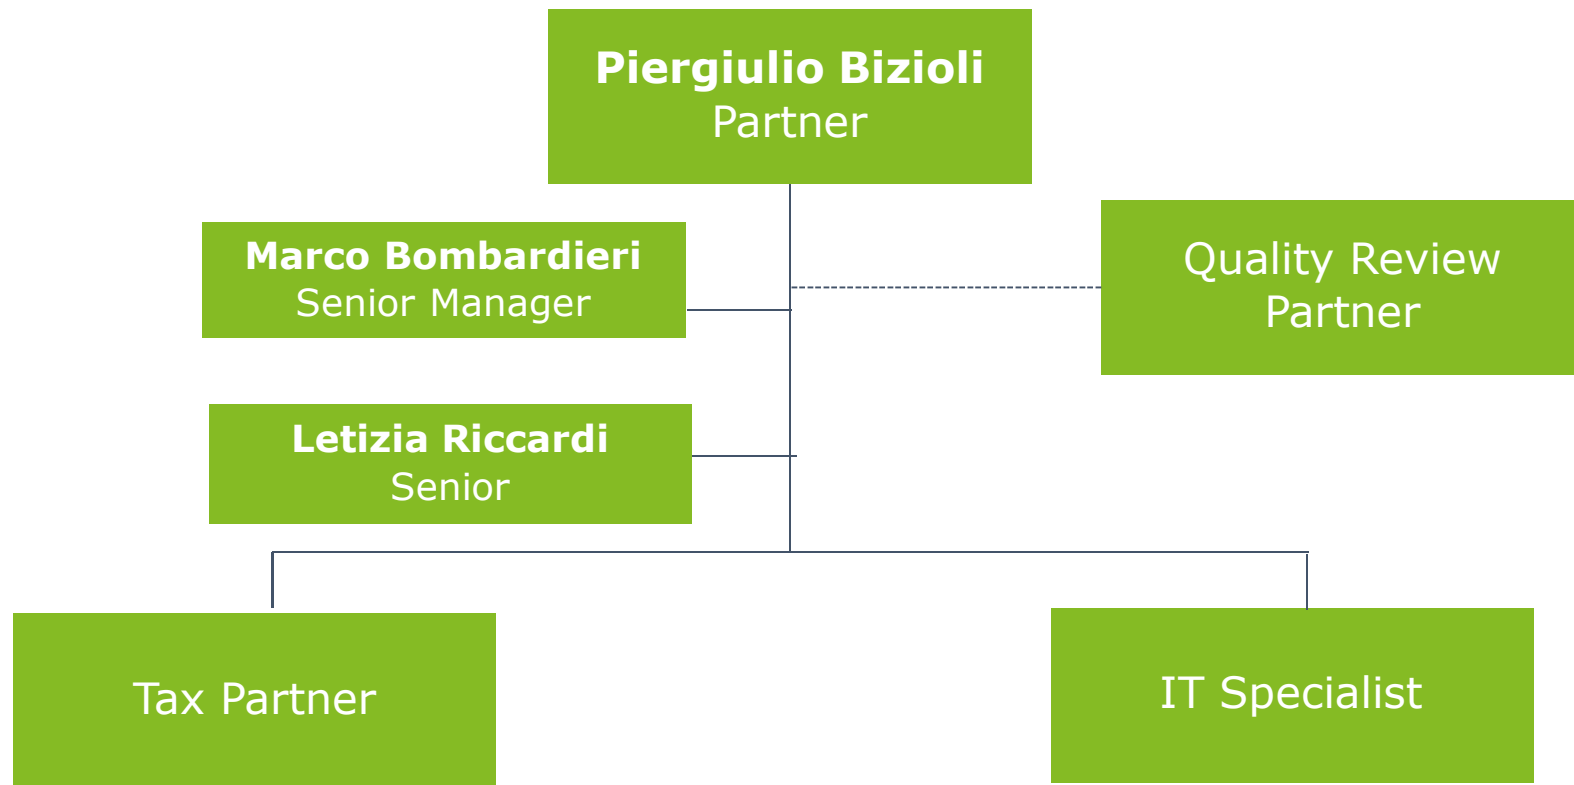 Piergiulio Bizioli
Partner
Marco Bombardieri
Senior Manager
Quality Review
Partner
Letizia Riccardi
Senior
Tax Partner
IT Specialist